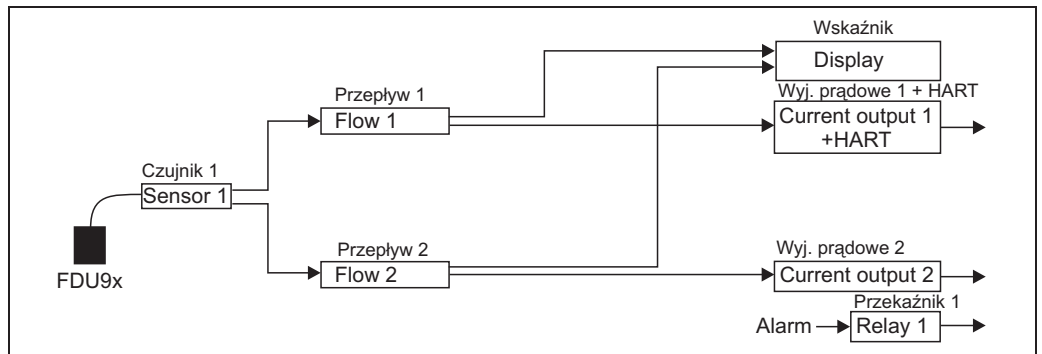 Wskaźnik
Display
Przepływ 1
Flow 1
Wyj. prądowe 1 + HART
Current output 1
+HART
Czujnik 1
Sensor 1
FDU9x
Przepływ 2
Flow 2
Wyj. prądowe 2
Current output 2
Przekaźnik 1
Alarm
Relay 1